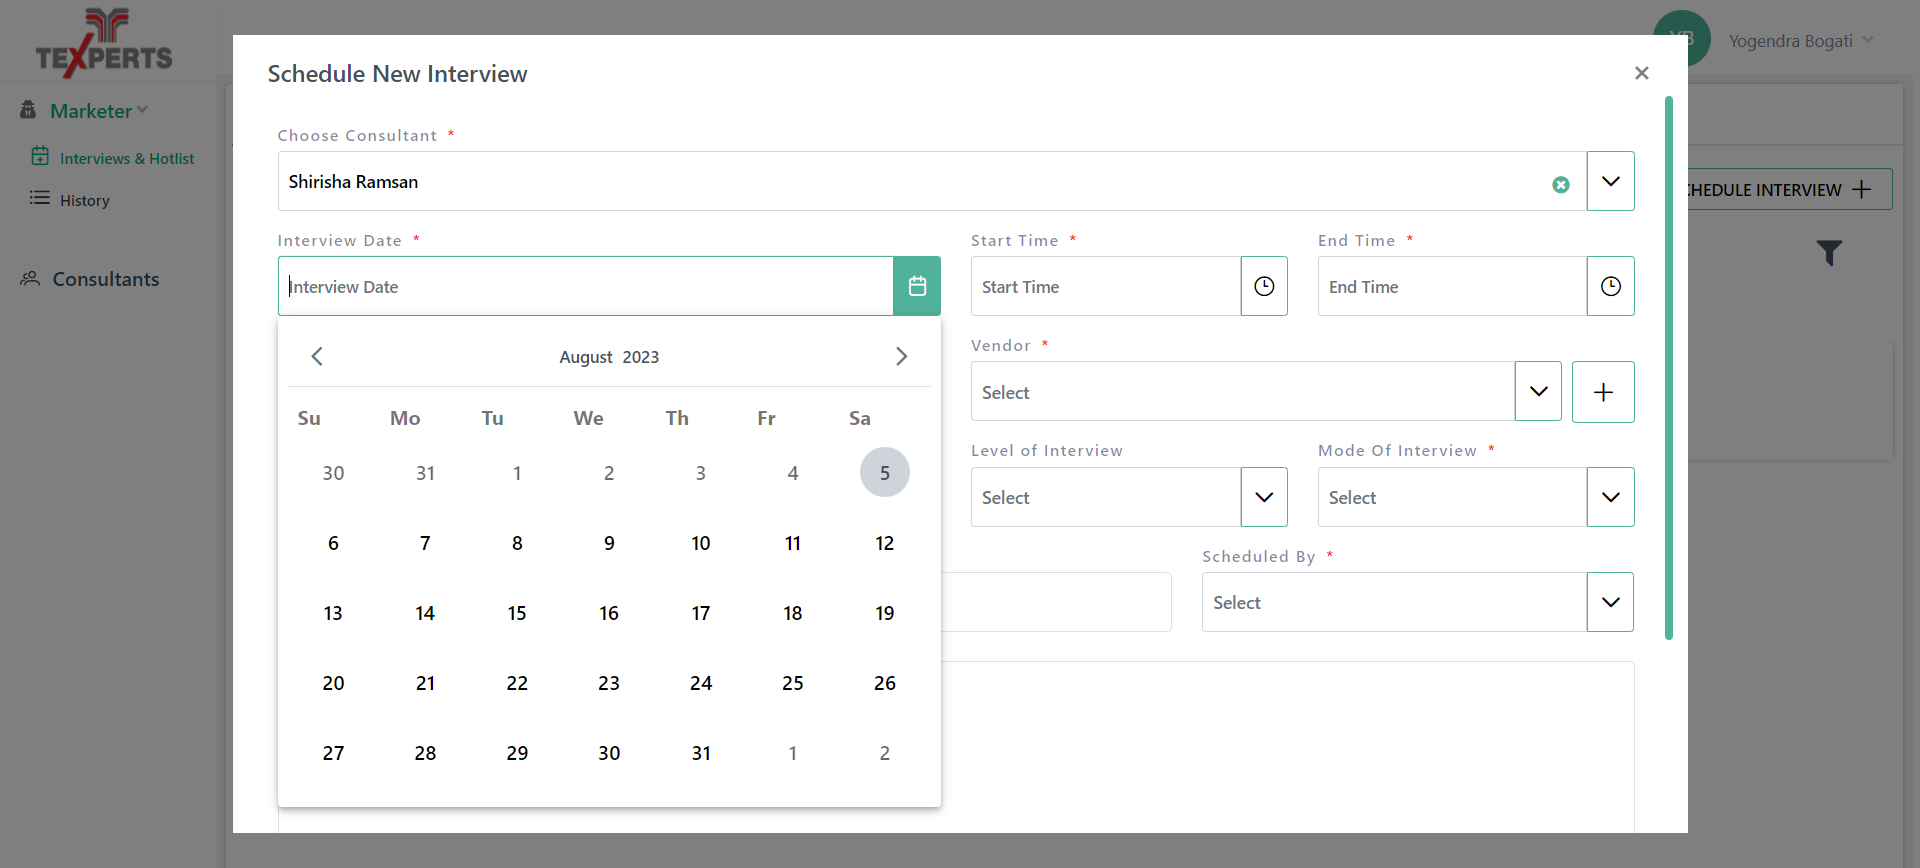 TEXPERTS
YB
Yogendra Bogati
Marketer
Interviews & Hotlist
History
Consultants
CHEDULE INTERVIEW
Schedule New Interview
Choose Consultant *
Shirisha Ramsan
Interview Date * Start Time * End Time *
Interview Date Start Time End Time
August 2023
Su Mo Tu We Th Fr Sa
30 31 1 2 3 4 5
6 7 8 9 10 11 12
13 14 15 16 17 18 19
20 21 22 23 24 25 26
27 28 29 30 31 1 2
Vendor *
Select
Level of Interview Mode Of Interview *
Select Select
Scheduled By *
Select